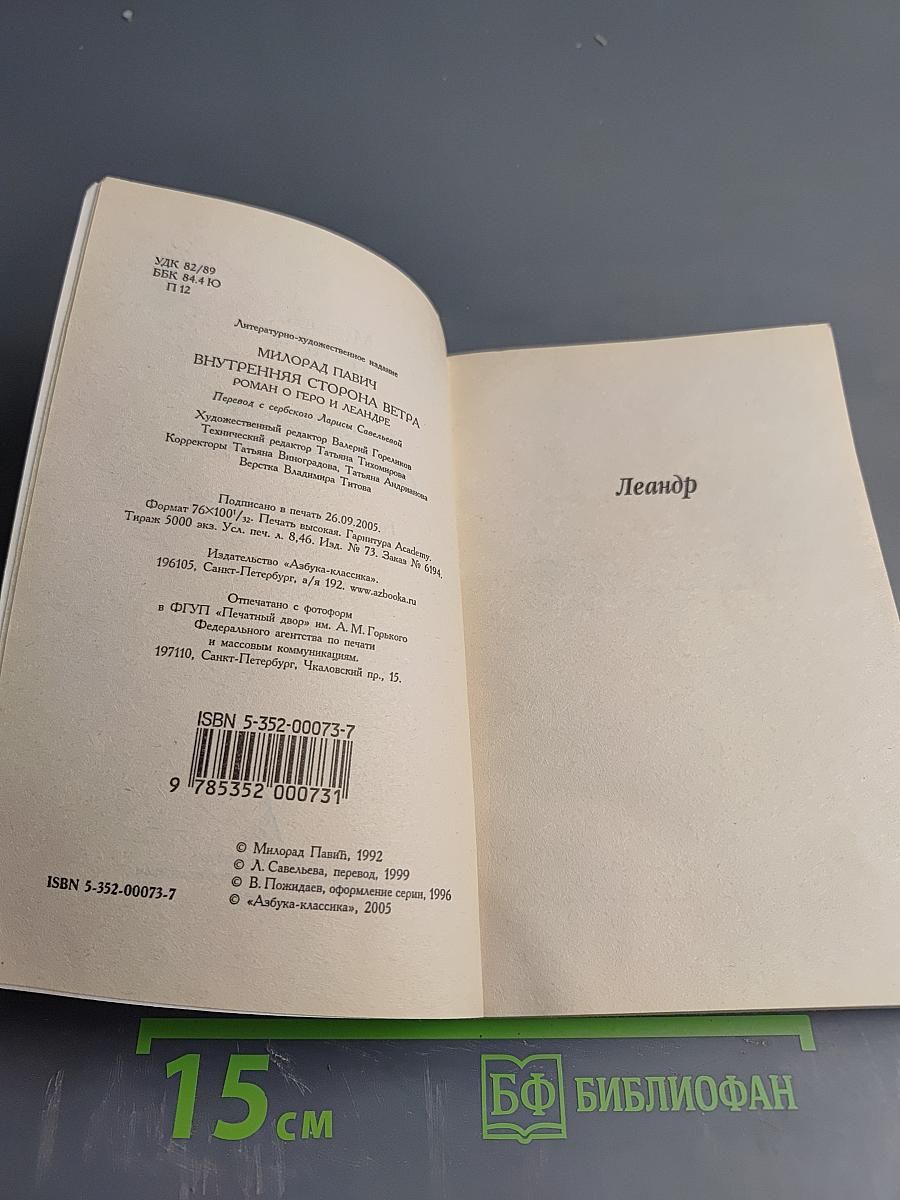 УДК 82/89
ББК 84.4 Ю
П 12
Литературно-художественное издание
МИЛОРАД ПАВИЧ
ВНУТРЕННЯЯ СТОРОНА ВЕТРА
РОМАН О ГЕРО И ЛЕАНДРЕ
Перевод с сербского Ларисы Савельевой
Художественный редактор Валерий Гореликов
Технический редактор Татьяна Тихомирова
Корректоры Татьяна Виноградова, Татьяна Андрианова
Верстка Владимира Титова
Подписано в печать 26.09.2005.
Формат 76×100 1/32. Печать высокая. Гарнитура Academy.
Тираж 5000 экз. Усл. печ. л. 8,46. Изд. № 73. Заказ № 6194.
Издательство «Азбука-классика».
196105, Санкт-Петербург, а/я 192. www.azbooka.ru
Отпечатано с фотоформ
в ФГУП «Печатный двор» им. А. М. Горького
Федерального агентства по печати
и массовым коммуникациям.
197110, Санкт-Петербург, Чкаловский пр., 15.
ISBN 5-352-00073-7
9 785352 000731
© Милорад Павић, 1992
© Л. Савельева, перевод, 1999
© В. Пожидаев, оформление серии, 1996
© «Азбука-классика», 2005
ISBN 5-352-00073-7
Леандр
15 см
БФ БИБЛИОФАН